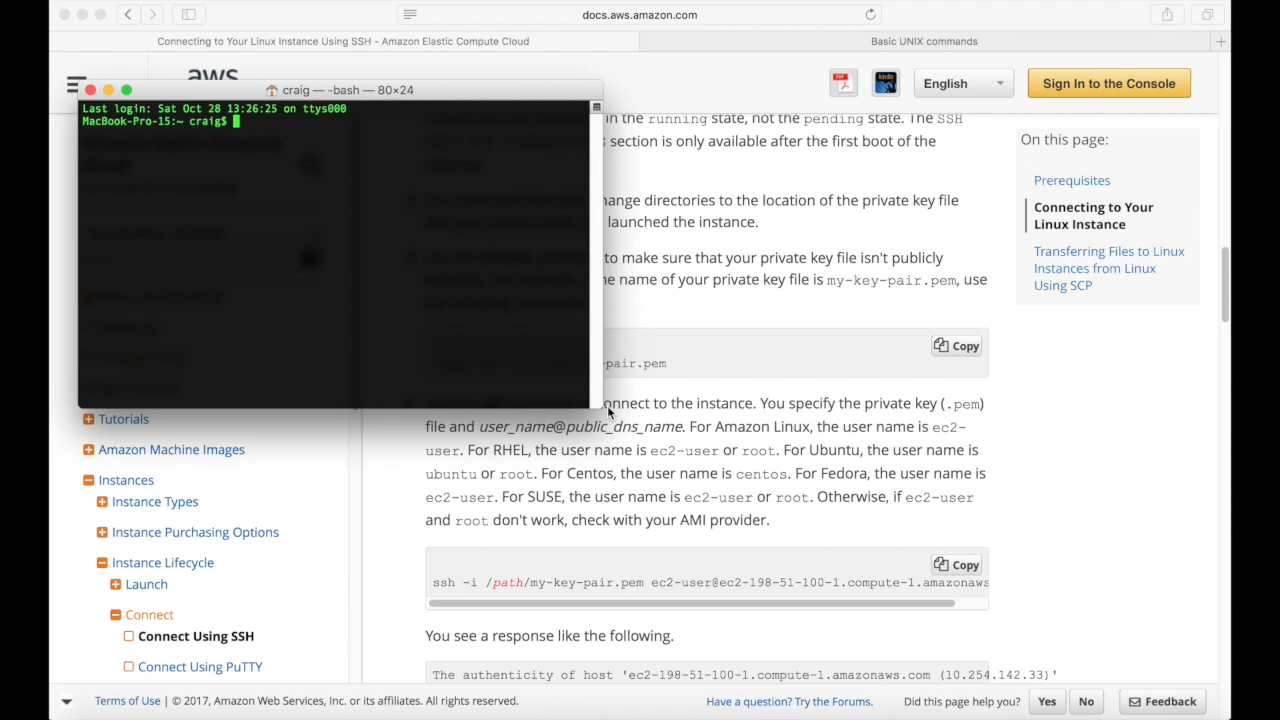 docs.aws.amazon.com
Connecting to Your Linux Instance Using SSH - Amazon Elastic Compute Cloud
Basic UNIX commands
aws
English
Sign In to the Console
craig — -bash — 80×24
Last login: Sat Oct 28 13:26:25 on ttys000
MacBook-Pro-15:~ craig$
in the running state, not the pending state. The SSH
section is only available after the first boot of the
hange directories to the location of the private key file
launched the instance.
to make sure that your private key file isn't publicly
he name of your private key file is my-key-pair.pem, use
Copy
-pair.pem
onnect to the instance. You specify the private key (.pem)
file and user_name@public_dns_name. For Amazon Linux, the user name is ec2-
user. For RHEL, the user name is ec2-user or root. For Ubuntu, the user name is
ubuntu or root. For Centos, the user name is centos. For Fedora, the user name is
ec2-user. For SUSE, the user name is ec2-user or root. Otherwise, if ec2-user
and root don't work, check with your AMI provider.
Copy
ssh -i /path/my-key-pair.pem ec2-user@ec2-198-51-100-1.compute-1.amazonaws
You see a response like the following.
The authenticity of host 'ec2-198-51-100-1.compute-1.amazonaws.com (10.254.142.33)'
On this page:
Prerequisites
Connecting to Your
Linux Instance
Transferring Files to Linux
Instances from Linux
Using SCP
Tutorials
Amazon Machine Images
Instances
Instance Types
Instance Purchasing Options
Instance Lifecycle
Launch
Connect
Connect Using SSH
Connect Using PuTTY
Terms of Use | © 2017, Amazon Web Services, Inc. or its affiliates. All rights reserved.
Have a question? Try the Forums.
Did this page help you?
Yes
No
Feedback